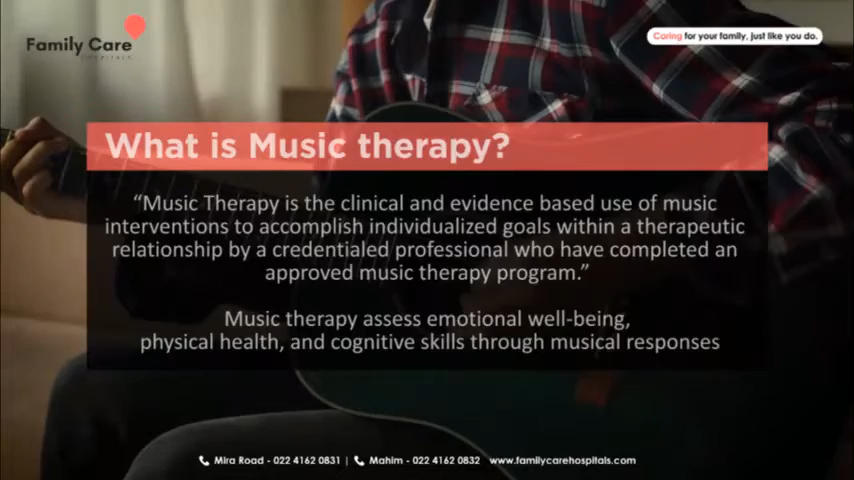 Family Care
HOSPITALS
Caring for your family, just like you do.
What is Music therapy?
“Music Therapy is the clinical and evidence based use of music
interventions to accomplish individualized goals within a therapeutic
relationship by a credentialed professional who have completed an
approved music therapy program.”
Music therapy assess emotional well-being,
physical health, and cognitive skills through musical responses
Mira Road - 022 4162 0831 | Mahim - 022 4162 0832 www.familycarehospitals.com